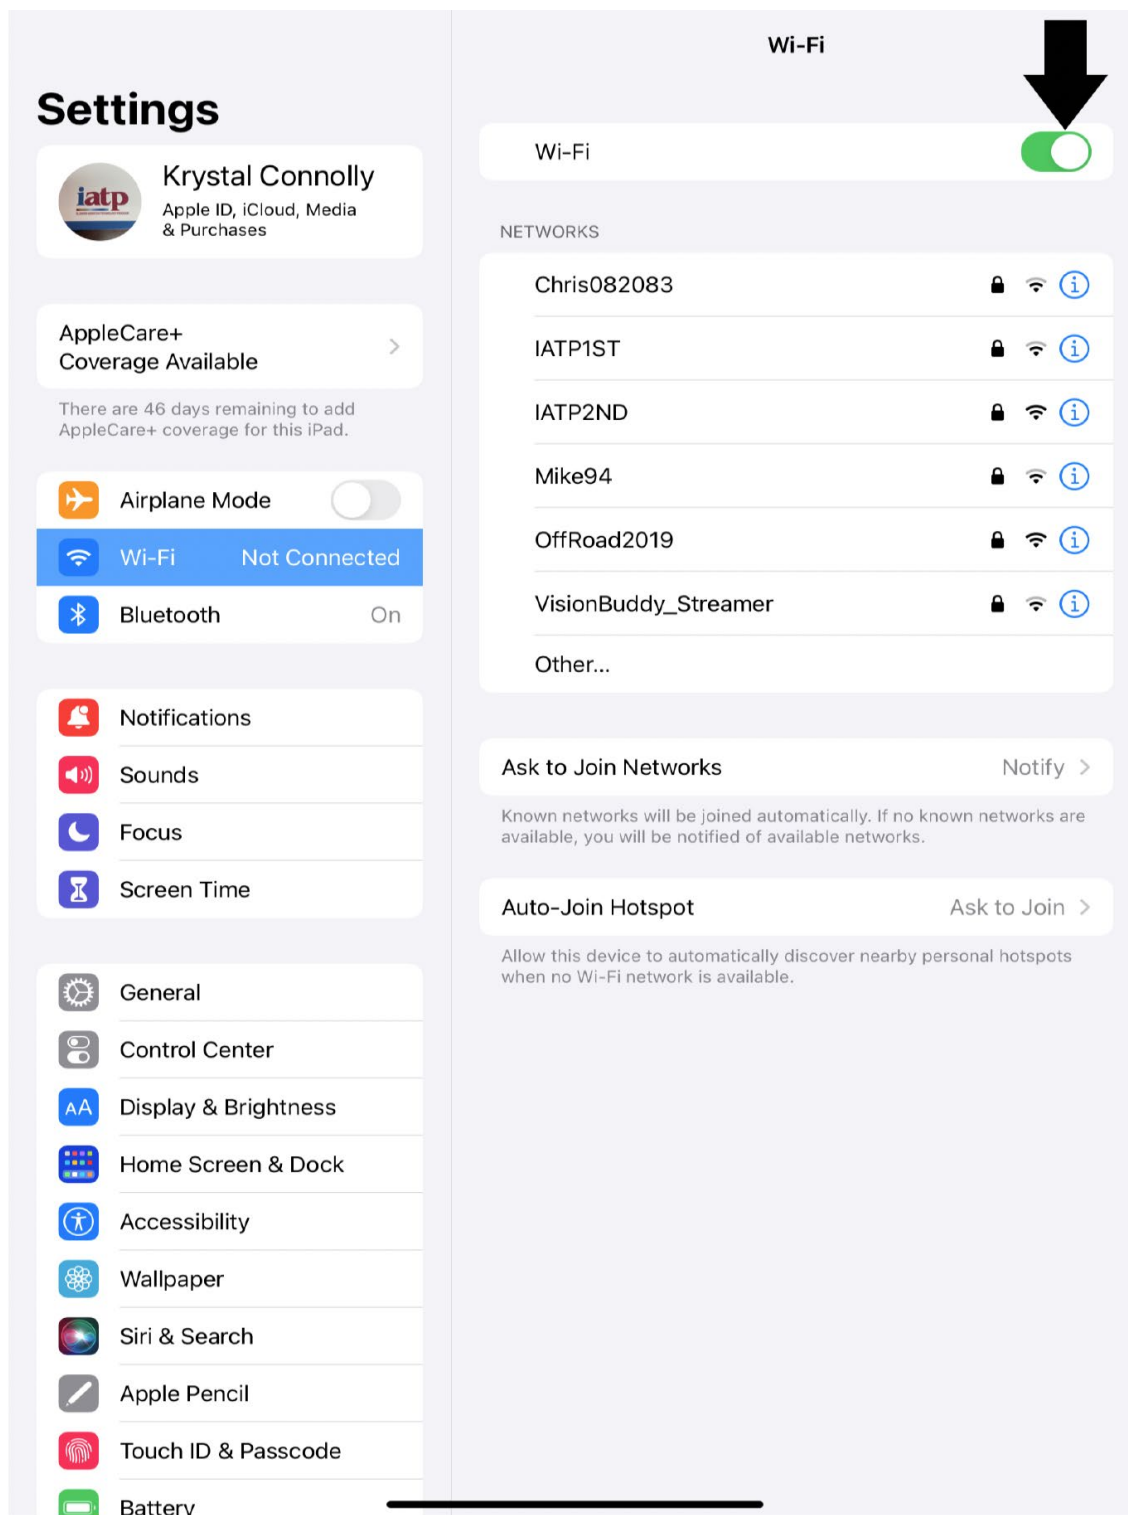 Settings
iatp
Krystal Connolly
Apple ID, iCloud, Media
& Purchases
AppleCare+
Coverage Available
There are 46 days remaining to add
AppleCare+ coverage for this iPad.
Airplane Mode
Wi-Fi Not Connected
Bluetooth On
Notifications
Sounds
Focus
Screen Time
General
Control Center
AA Display & Brightness
Home Screen & Dock
Accessibility
Wallpaper
Siri & Search
Apple Pencil
Touch ID & Passcode
Battery
Wi-Fi
Wi-Fi
NETWORKS
Chris082083
IATP1ST
IATP2ND
Mike94
OffRoad2019
VisionBuddy_Streamer
Other...
Ask to Join Networks Notify
Known networks will be joined automatically. If no known networks are
available, you will be notified of available networks.
Auto-Join Hotspot Ask to Join
Allow this device to automatically discover nearby personal hotspots
when no Wi-Fi network is available.